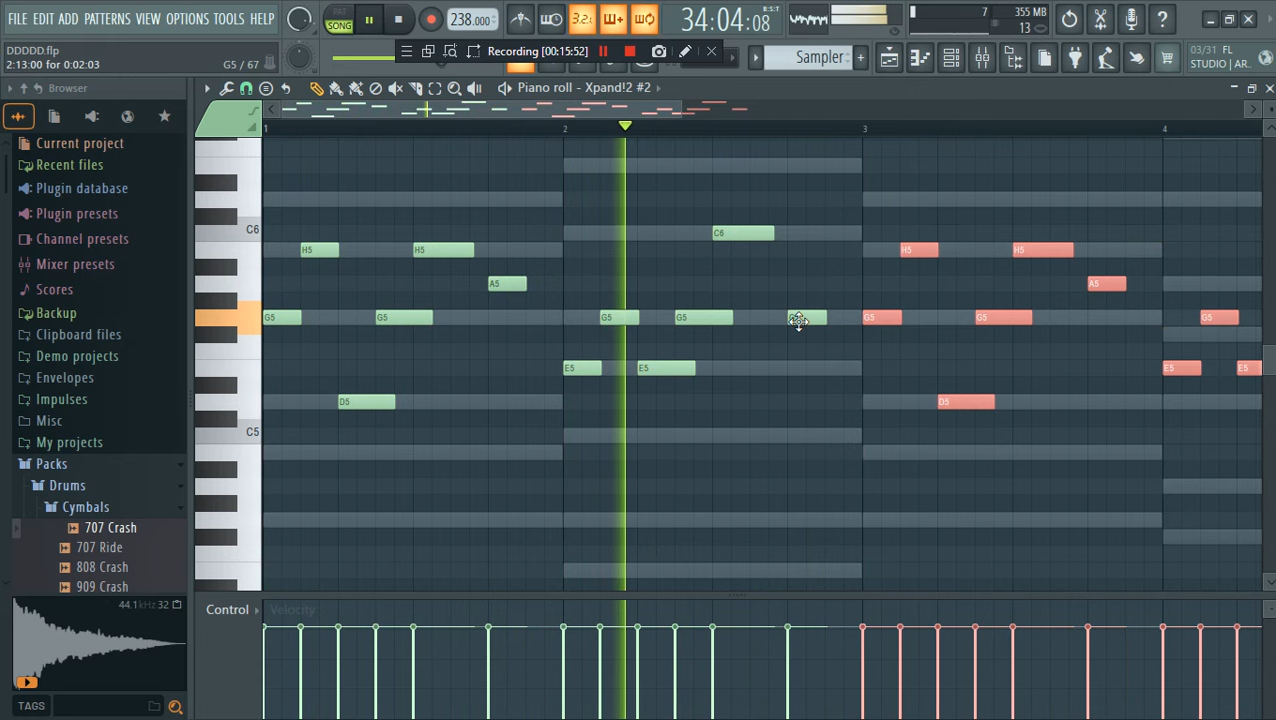 FILE EDIT ADD PATTERNS VIEW OPTIONS TOOLS HELP
PAT
SONG
238.000
3.2.
34:04:08
B:S:T
7
355 MB
13
DDDDD.flp
2:13:00 for 0:02:03
G5 / 67
Recording [00:15:52]
Sampler
03/31 FL
STUDIO | AR..
Browser
Piano roll - Xpand!2 #2
Current project
Recent files
Plugin database
Plugin presets
Channel presets
Mixer presets
Scores
Backup
Clipboard files
Demo projects
Envelopes
Impulses
Misc
My projects
Packs
Drums
Cymbals
707 Crash
707 Ride
808 Crash
909 Crash
44.1kHz 32
TAGS
1 2 3 4
C6 C6
H5 H5 H5 H5
A5 A5
G5 G5 G5 G5 G5 G5 G5
E5 E5 E5 E5
D5 D5
C5
Control Velocity